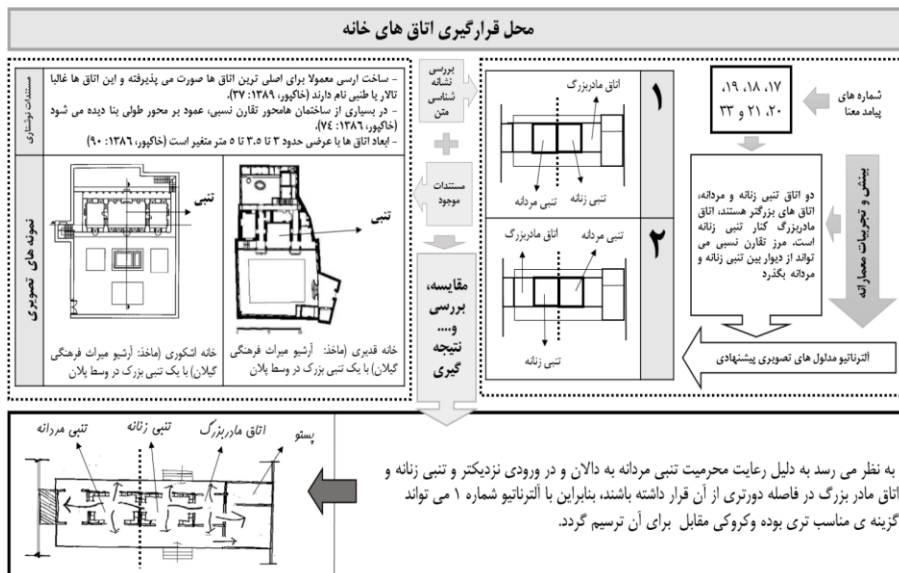 محل قرارگیری اتاق های خانه
شماره های
پیامد معنا
۱۷، ۱۸، ۱۹،
۲۰، ۲۱ و ۳۳
بینش و تجربیات معمارانه
دو اتاق تنبی زنانه و مردانه،
اتاق های بزرگتر هستند، اتاق
مادربزرگ کنار تنبی زنانه
است. مرز تقارن نسبی می
تواند از دیوار بین تنبی زنانه و
مردانه بگذرد
آلترناتیو مدلول های تصویری پیشنهادی
۱
اتاق مادربزرگ
تنبی مردانه
تنبی زنانه
۲
اتاق مادربزرگ
تنبی مردانه
تنبی زنانه
بررسی
نشانه
شناسی
متن
مستندات
موجود
مقایسه،
بررسی
و....
نتیجه
گیری
مستندات نوشتاری
– ساخت ارسی معمولا برای اصلی ترین اتاق ها صورت می پذیرفته و این اتاق ها غالبا
تالار یا طنبی نام دارند (خاکپور، ۱۳۸۹: ۳۷).
– در بسیاری از ساختمان هامحور تقارن نسبی، عمود بر محور طولی بنا دیده می شود
(خاکپور، ۱۳۸۶: ۷۴).
– ابعاد اتاق ها با عرضی حدود ۳ تا ۳.۵ تا ۵ متر متغیر است (خاکپور، ۱۳۸۶: ۹۰)
نمونه های تصویری
تنبی
تنبی
خانه قدیری (ماخذ: آرشیو میراث فرهنگی
گیلان) با یک تنبی بزرگ در وسط پلان
خانه اشکوری (ماخذ: آرشیو میراث فرهنگی
گیلان) با یک تنبی بزرگ در وسط پلان
به نظر می رسد به دلیل رعایت محرمیت تنبی مردانه به دالان و در ورودی نزدیکتر و تنبی زنانه و
اتاق مادر بزرگ در فاصله دورتری از آن قرار داشته باشند، بنابراین با آلترناتیو شماره ۱ می تواند
گزینه ی مناسب تری بوده وکروکی مقابل برای آن ترسیم گردد.
پستو
اتاق مادربزرگ
تنبی زنانه
تنبی مردانه